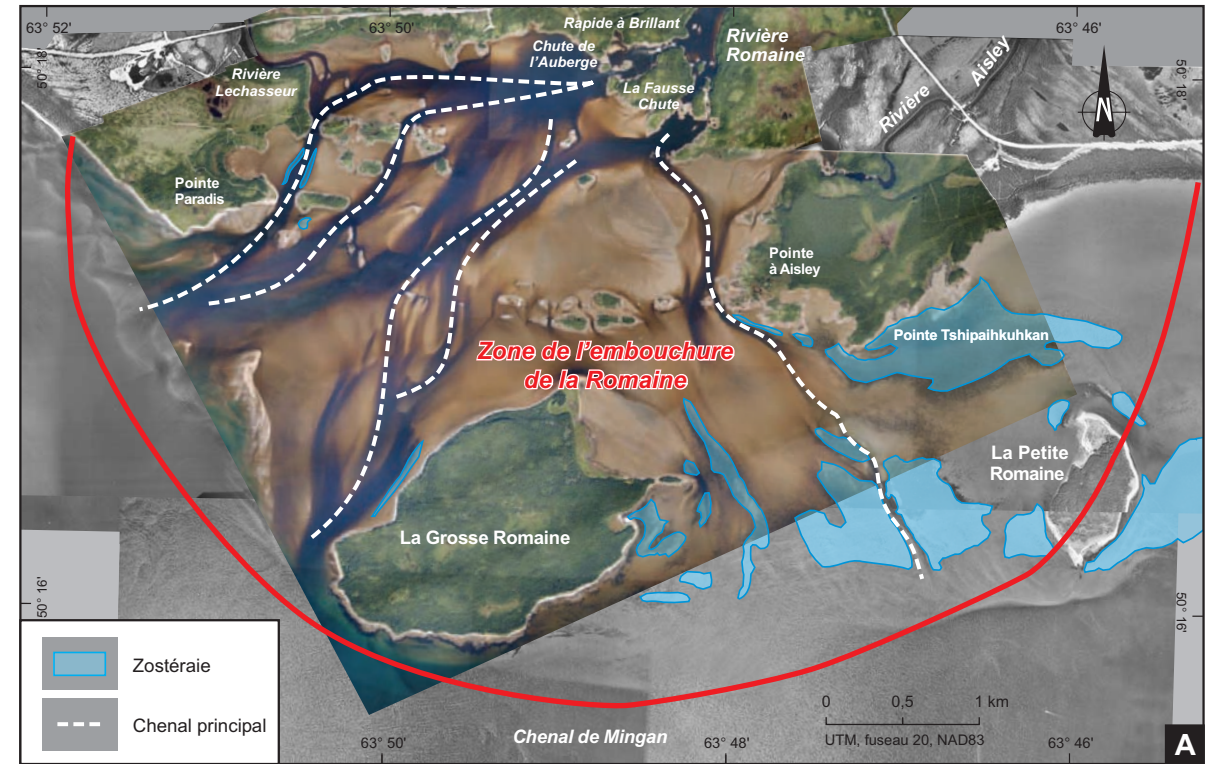 63° 52'
63° 50'
63° 46'
50° 18'
50° 18'
Rapide à Brillant
Chute de
l'Auberge
Rivière
Romaine
Rivière
Aisley
Rivière
Lechasseur
La Fausse
Chute
N
Pointe
Paradis
Pointe
à Aisley
Pointe Tshipaihkuhkan
Zone de l'embouchure
de la Romaine
La Petite
Romaine
La Grosse Romaine
50° 16'
50° 16'
Zostéraie
Chenal principal
0 0,5 1 km
UTM, fuseau 20, NAD83
Chenal de Mingan
63° 50'
63° 48'
63° 46'
A